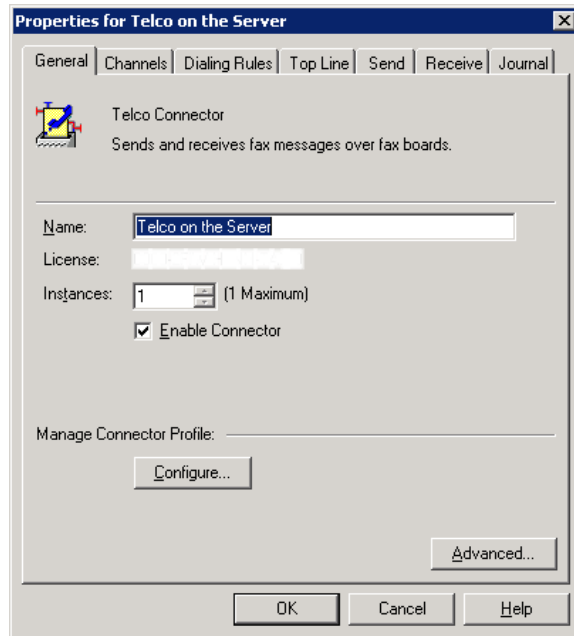 Properties for Telco on the Server
General Channels Dialing Rules Top Line Send Receive Journal
Telco Connector
Sends and receives fax messages over fax boards.
Name: Telco on the Server
License:
Instances: 1 (1 Maximum)
Enable Connector
Manage Connector Profile:
Configure...
Advanced...
OK Cancel Help